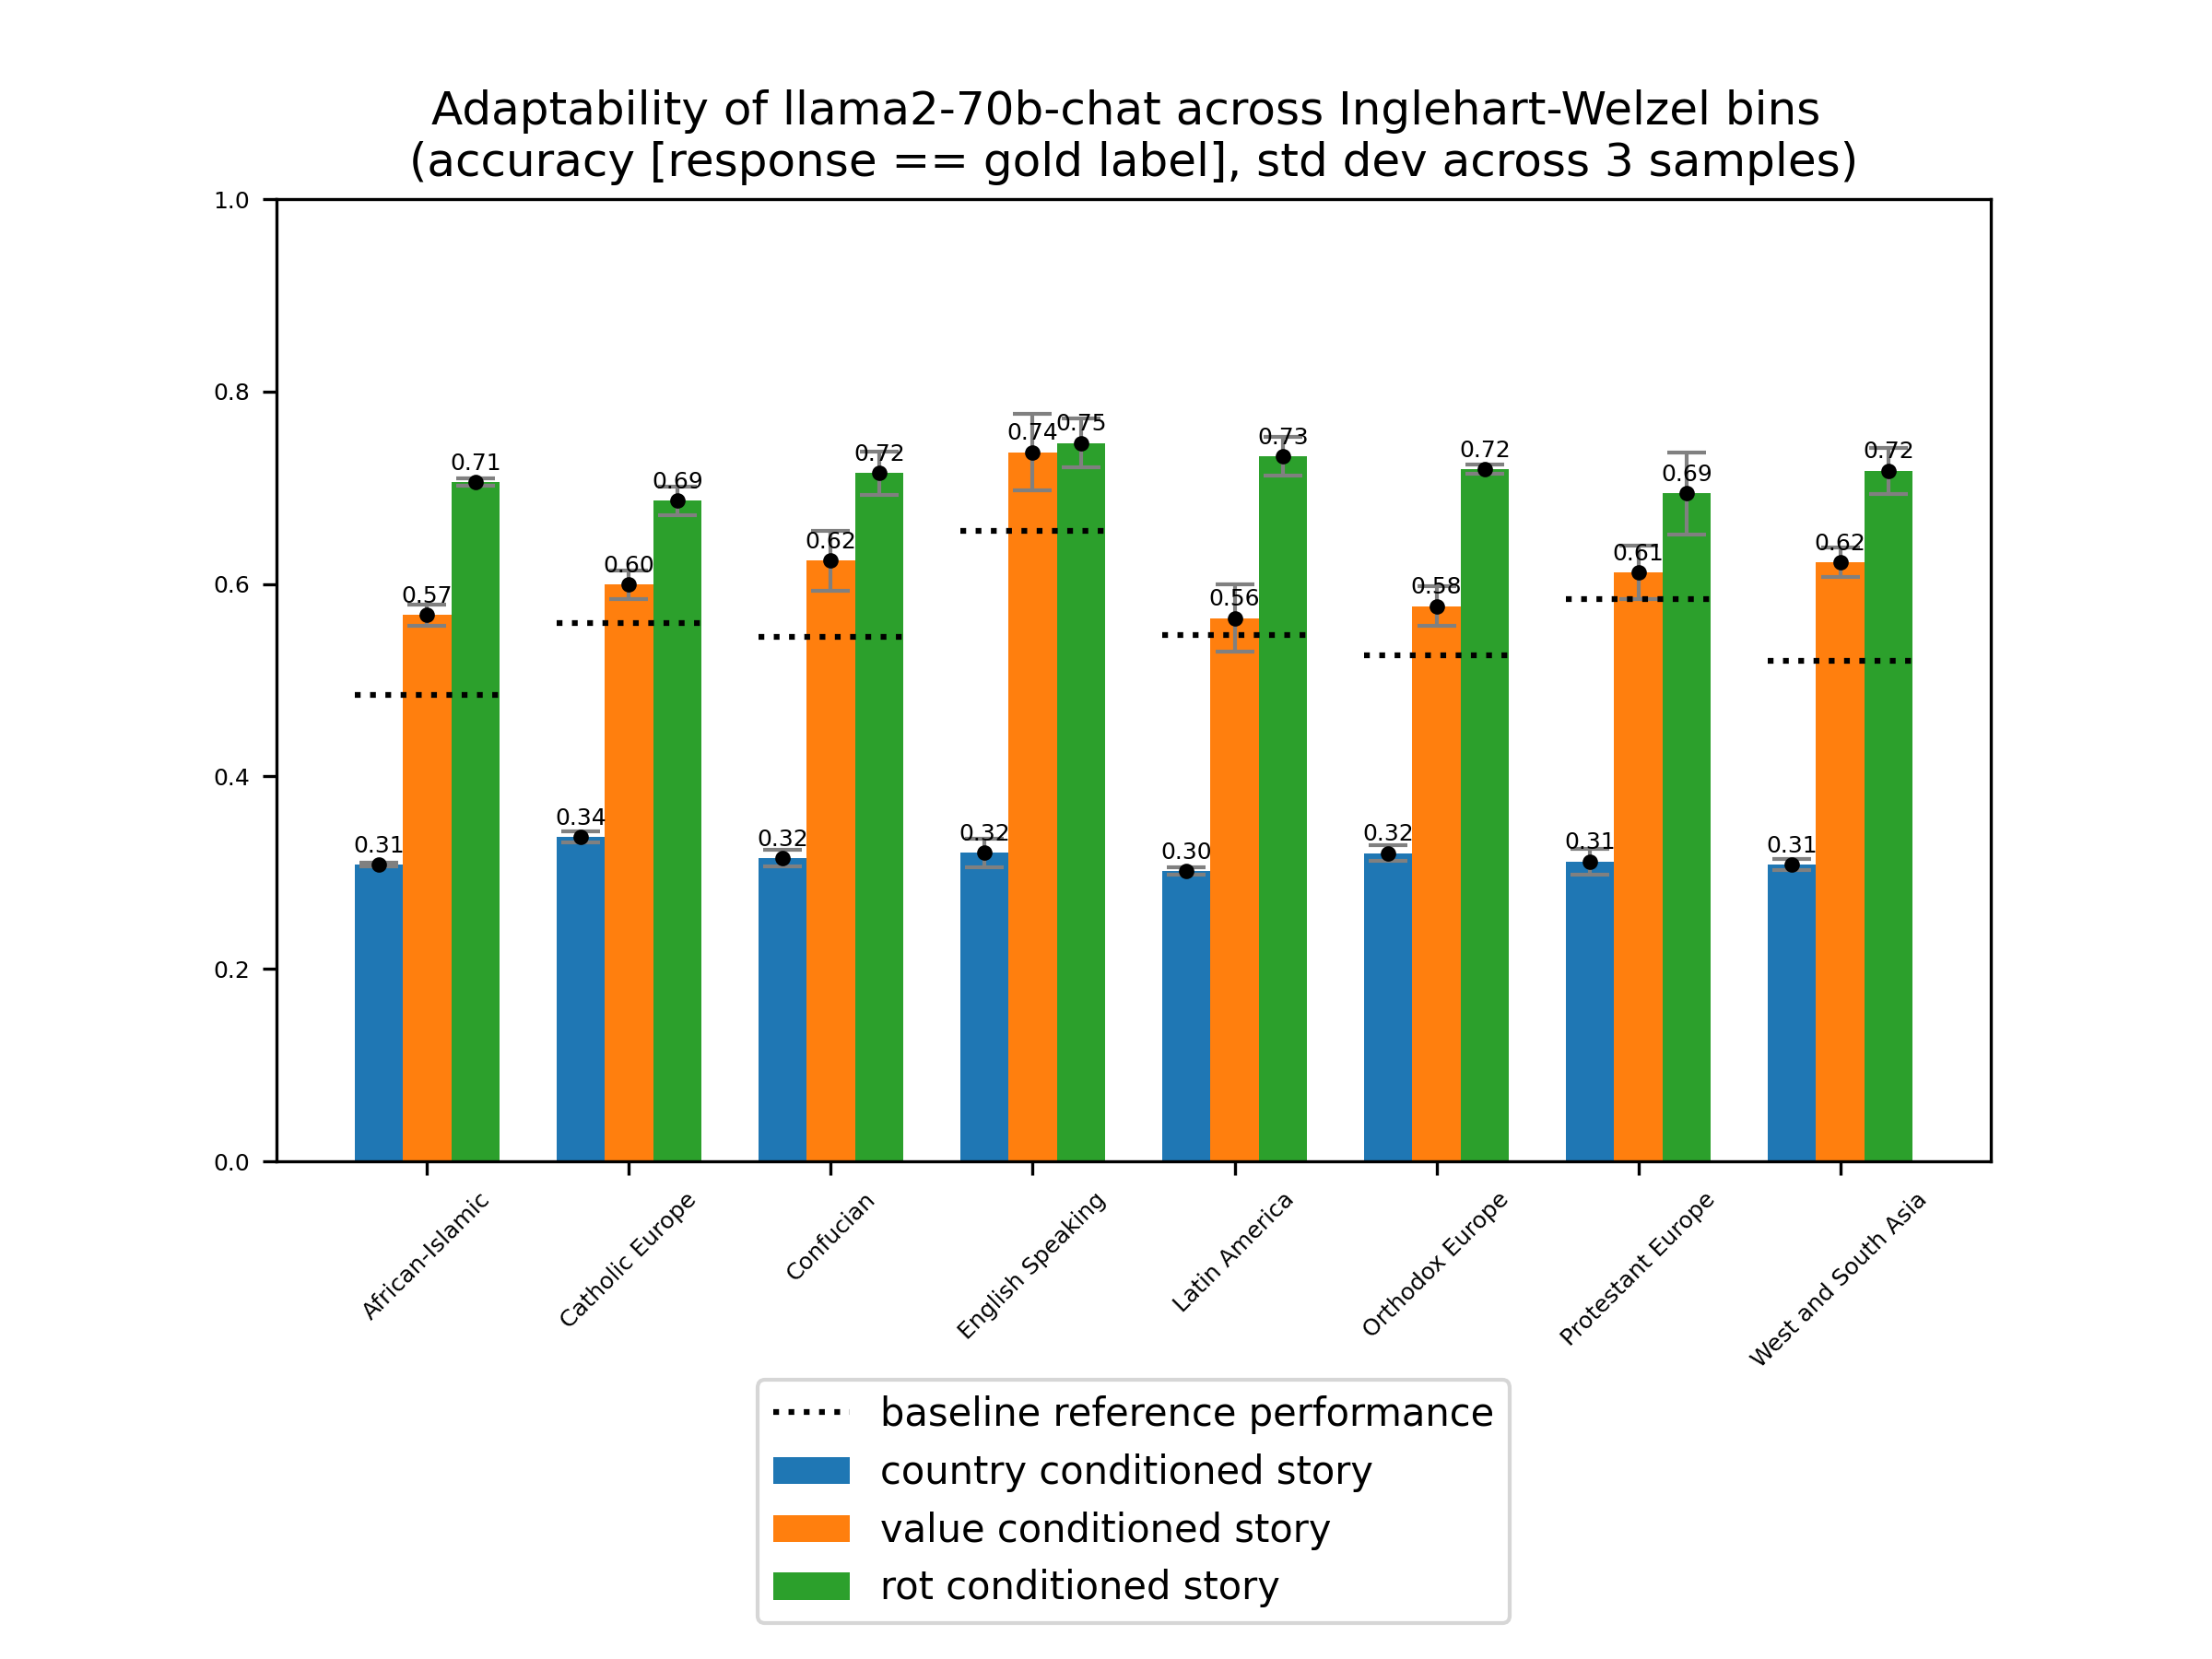 Adaptability of llama2-70b-chat across Inglehart-Welzel bins
(accuracy [response == gold label], std dev across 3 samples)
1.0
0.8
0.6
0.4
0.2
0.0
0.31
0.57
0.71
0.34
0.60
0.69
0.32
0.62
0.72
0.32
0.74
0.75
0.30
0.56
0.73
0.32
0.58
0.72
0.31
0.61
0.69
0.31
0.62
0.72
African-Islamic
Catholic Europe
Confucian
English Speaking
Latin America
Orthodox Europe
Protestant Europe
West and South Asia
baseline reference performance
country conditioned story
value conditioned story
rot conditioned story